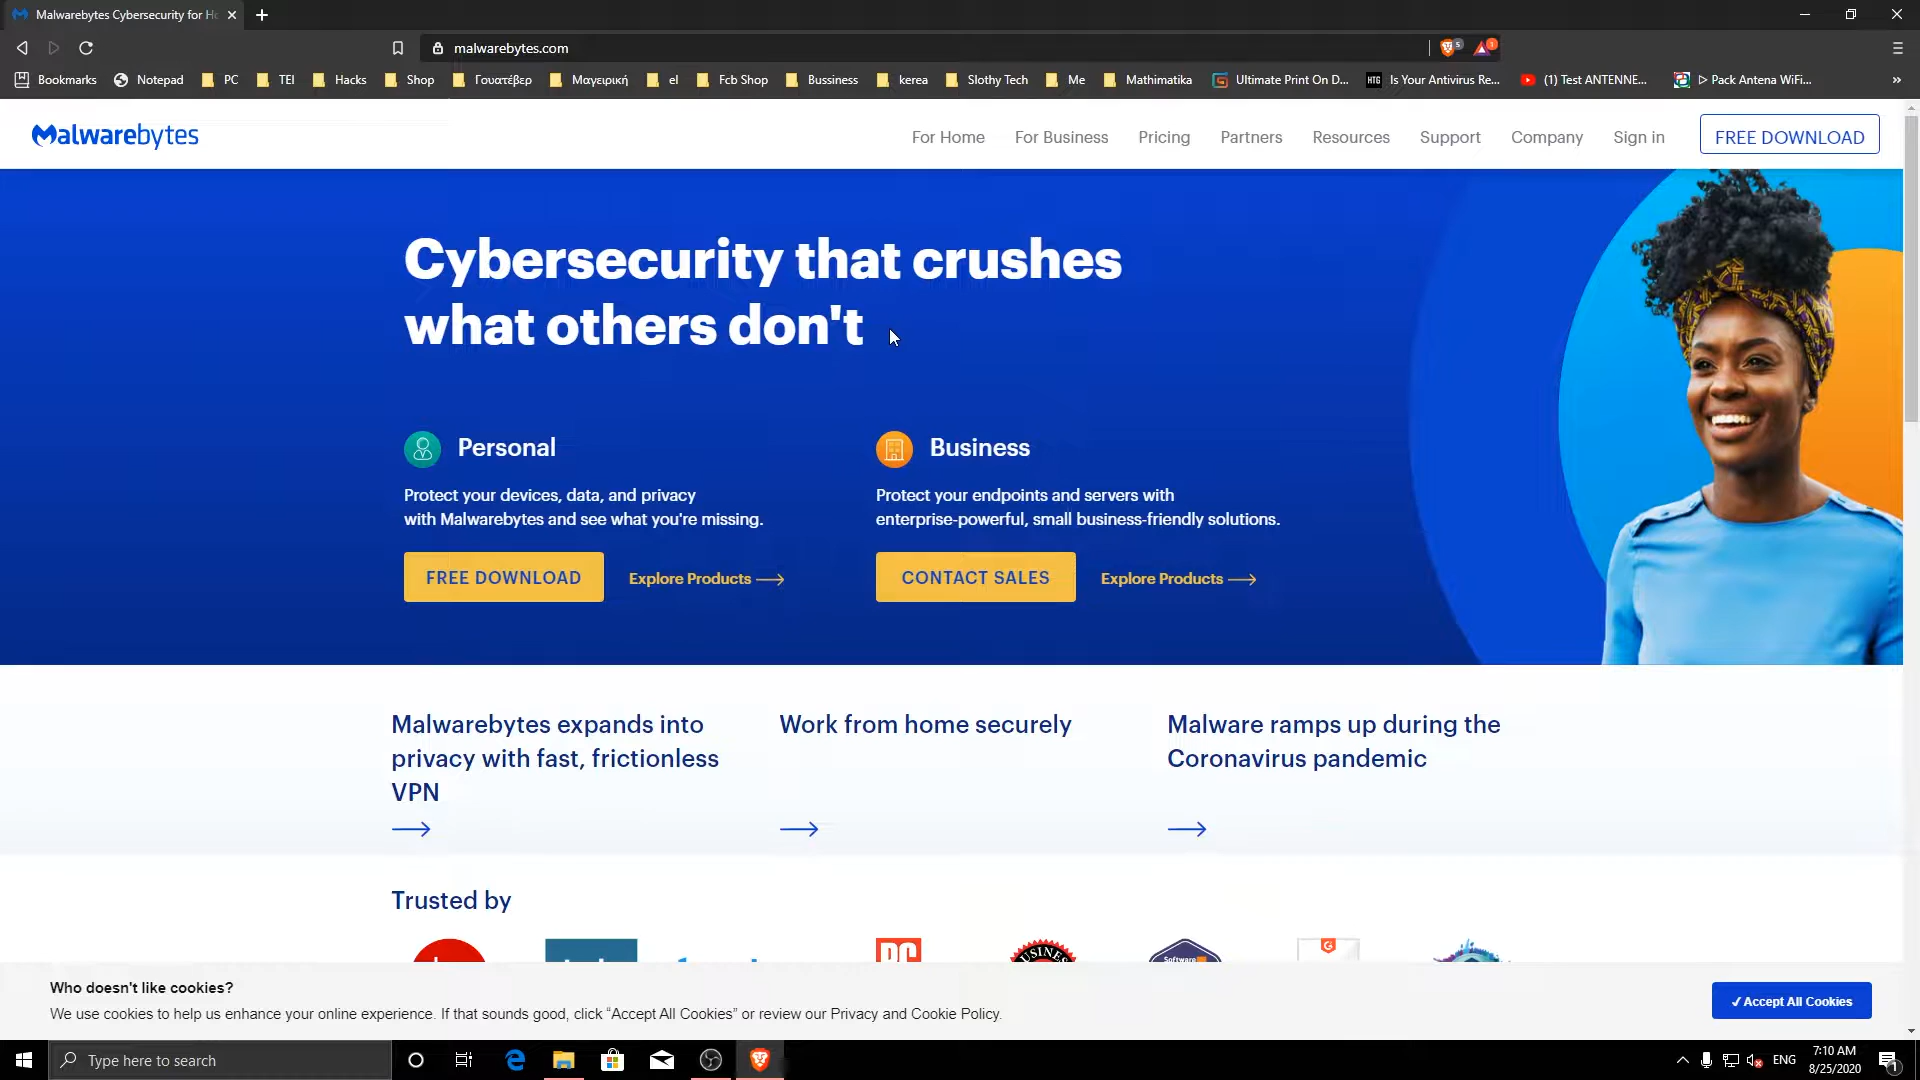 Malwarebytes Cybersecurity for Ho
malwarebytes.com
5
1
Bookmarks Notepad PC TEI Hacks Shop Γουατέβερ Μαγειρική el Fcb Shop Bussiness kerea Slothy Tech Me Mathimatika Ultimate Print On D... HTG Is Your Antivirus Re... (1) Test ANTENNE... ᐅ Pack Antena WiFi... »
Malwarebytes
For Home For Business Pricing Partners Resources Support Company Sign in FREE DOWNLOAD
Cybersecurity that crushes
what others don't
Personal
Protect your devices, data, and privacy
with Malwarebytes and see what you're missing.
FREE DOWNLOAD Explore Products
Business
Protect your endpoints and servers with
enterprise-powerful, small business-friendly solutions.
CONTACT SALES Explore Products
Malwarebytes expands into
privacy with fast, frictionless
VPN
Work from home securely
Malware ramps up during the
Coronavirus pandemic
Trusted by
PC
Software
G
Who doesn't like cookies?
We use cookies to help us enhance your online experience. If that sounds good, click “Accept All Cookies” or review our Privacy and Cookie Policy.
✓ Accept All Cookies
Type here to search
ENG
7:10 AM
8/25/2020
1